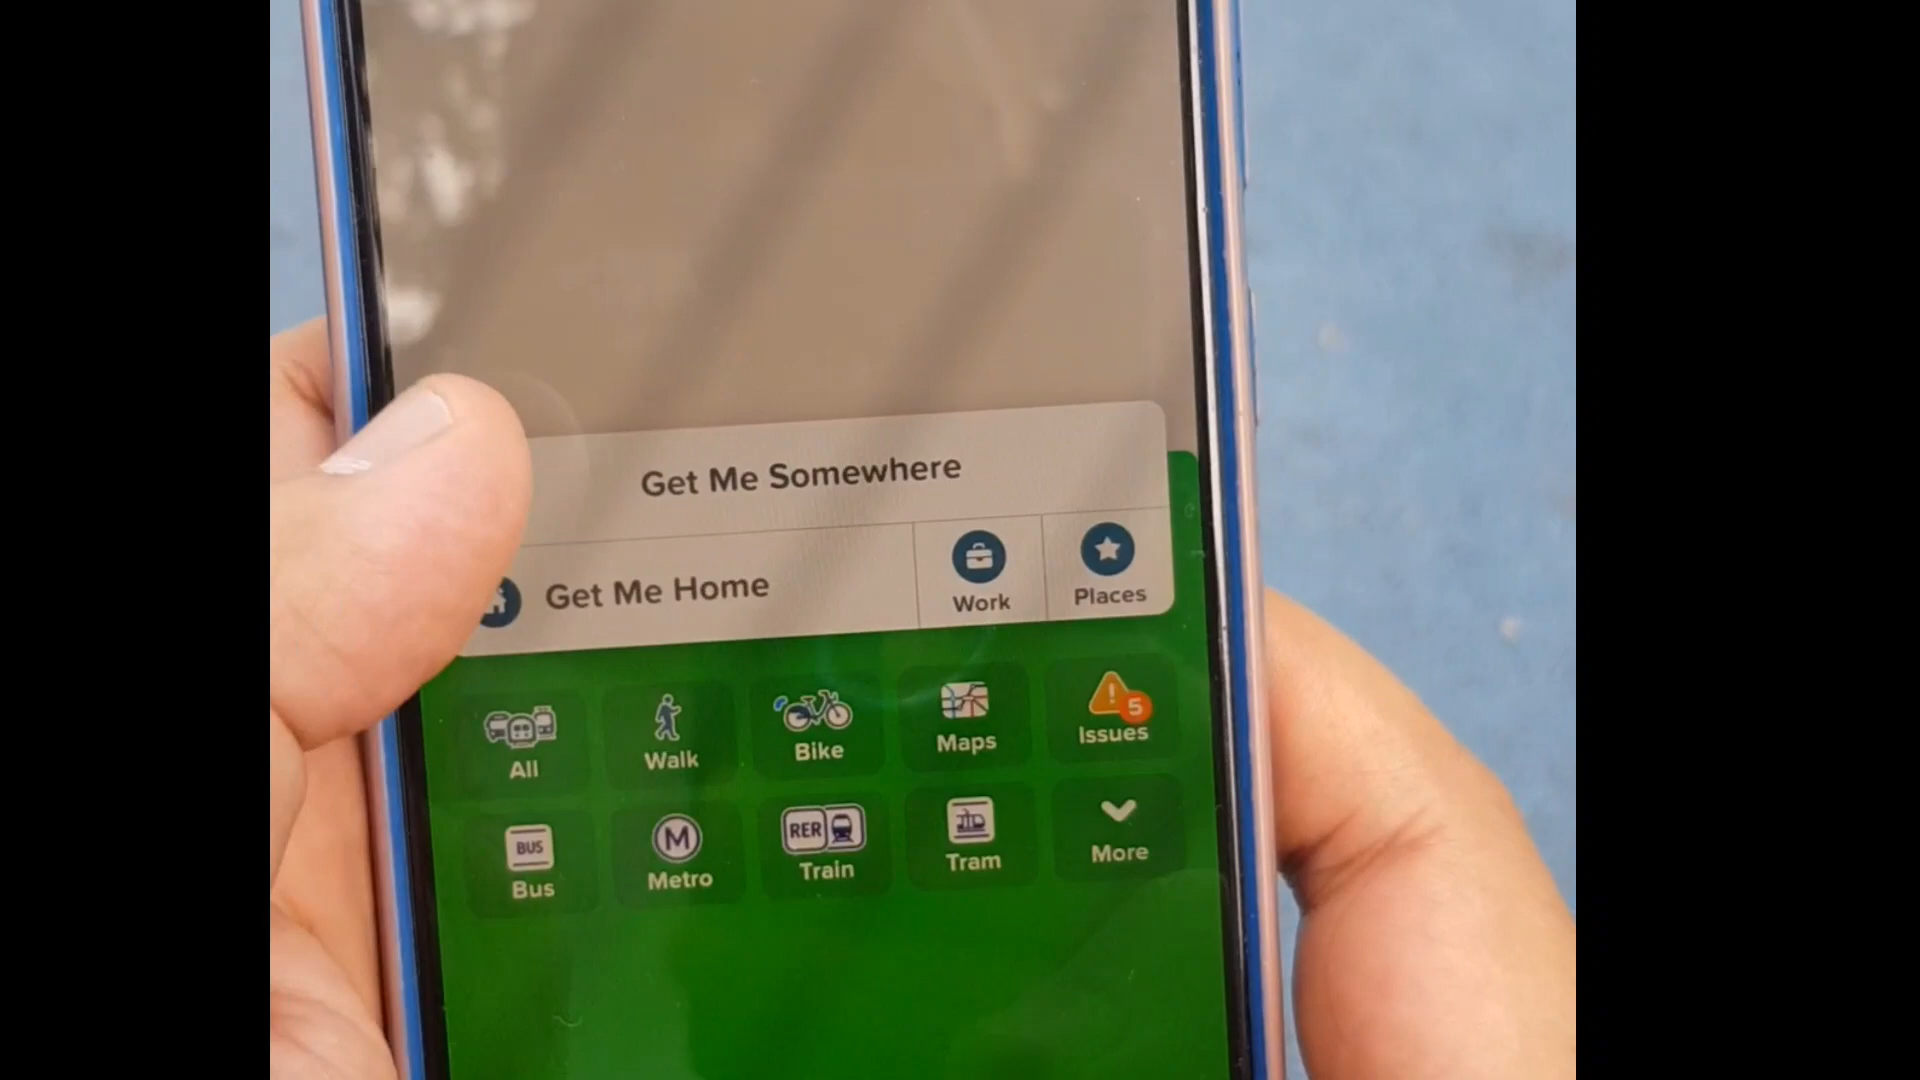 Get Me Somewhere
Get Me Home
Work
Places
All
Walk
Bike
Maps
5
Issues
BUS
Bus
M
Metro
RER
Train
Tram
More